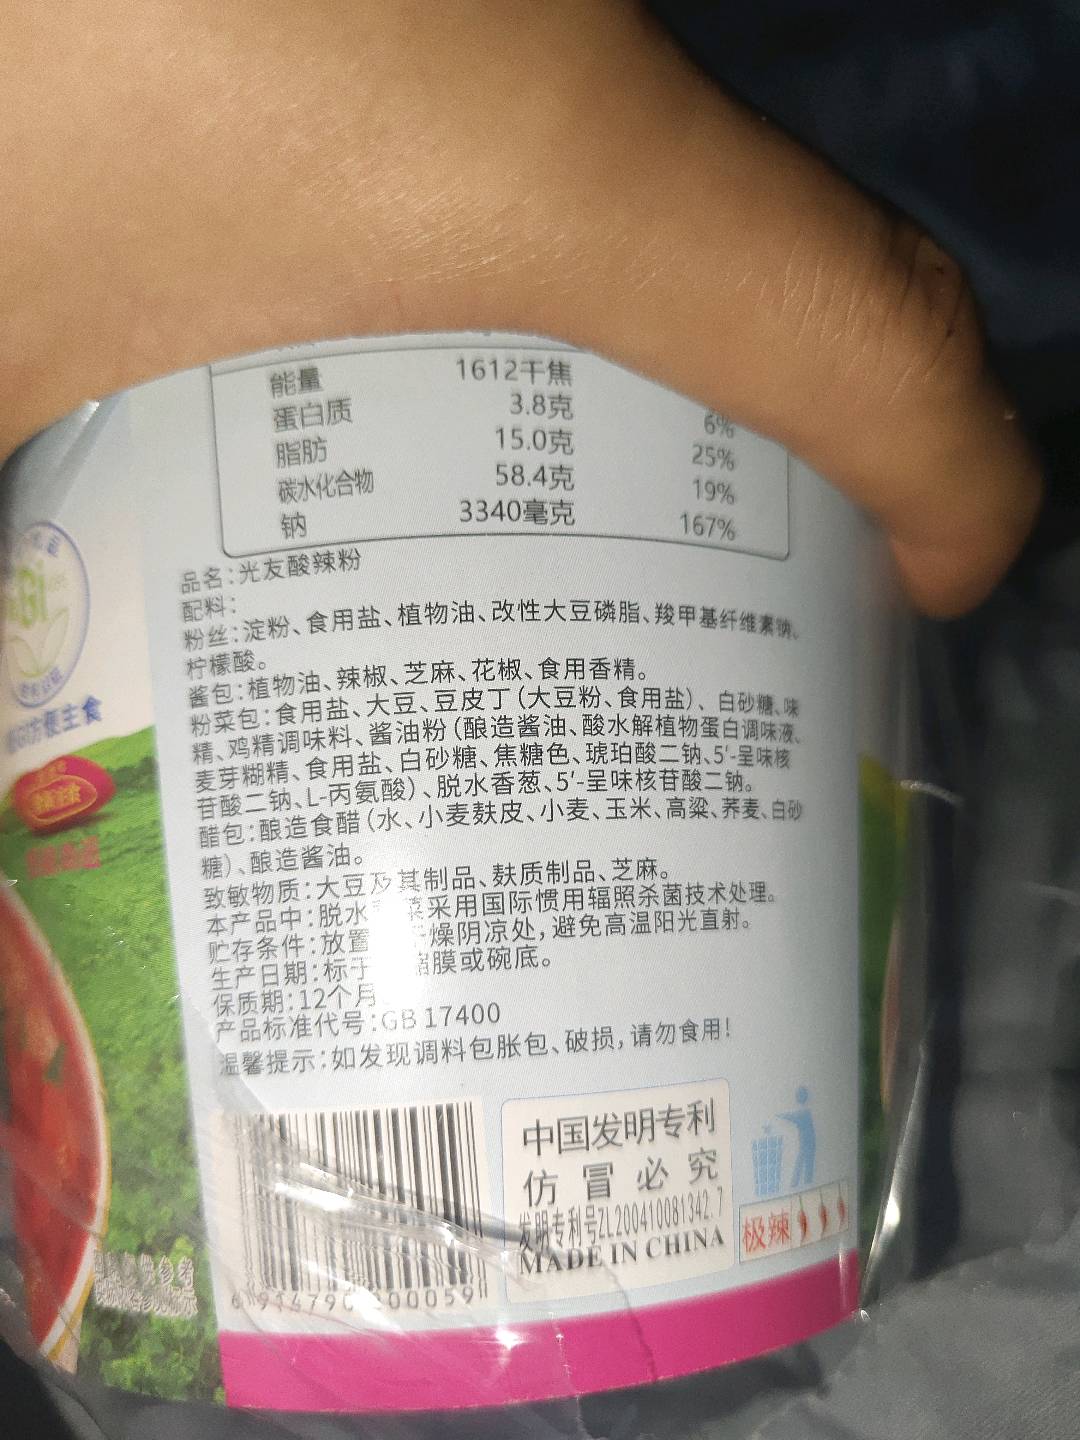 能量 1612千焦
蛋白质 3.8克 6%
脂肪 15.0克 25%
碳水化合物 58.4克 19%
钠 3340毫克 167%
品名:光友酸辣粉
配料:
粉丝:淀粉、食用盐、植物油、改性大豆磷脂、羧甲基纤维素钠、
柠檬酸。
酱包:植物油、辣椒、芝麻、花椒、食用香精。
粉菜包:食用盐、大豆、豆皮丁(大豆粉、食用盐)、白砂糖、味
精、鸡精调味料、酱油粉(酿造酱油、酸水解植物蛋白调味液、
麦芽糊精、食用盐、白砂糖、焦糖色、琥珀酸二钠、5'-呈味核
苷酸二钠、L-丙氨酸)、脱水香葱、5'-呈味核苷酸二钠。
醋包:酿造食醋(水、小麦麸皮、小麦、玉米、高粱、荞麦、白砂
糖)、酿造酱油。
致敏物质:大豆及其制品、麸质制品、芝麻。
本产品中:脱水 菜采用国际惯用辐照杀菌技术处理。
贮存条件:放置 燥阴凉处,避免高温阳光直射。
生产日期:标于 缩膜或碗底。
保质期:12个月
产品标准代号:GB 17400
温馨提示:如发现调料包胀包、破损,请勿食用!
中国发明专利
仿冒必究
发明专利号ZL200410081342.7
MADE IN CHINA
极辣
方便主食